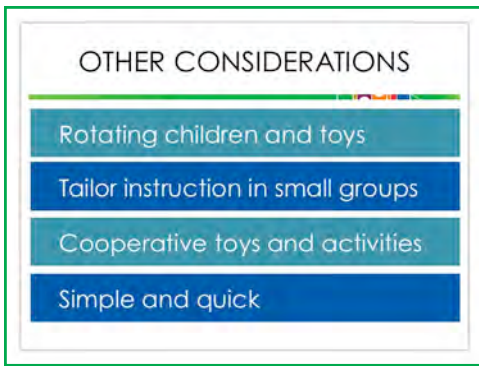 OTHER CONSIDERATIONS
Rotating children and toys
Tailor instruction in small groups
Cooperative toys and activities
Simple and quick